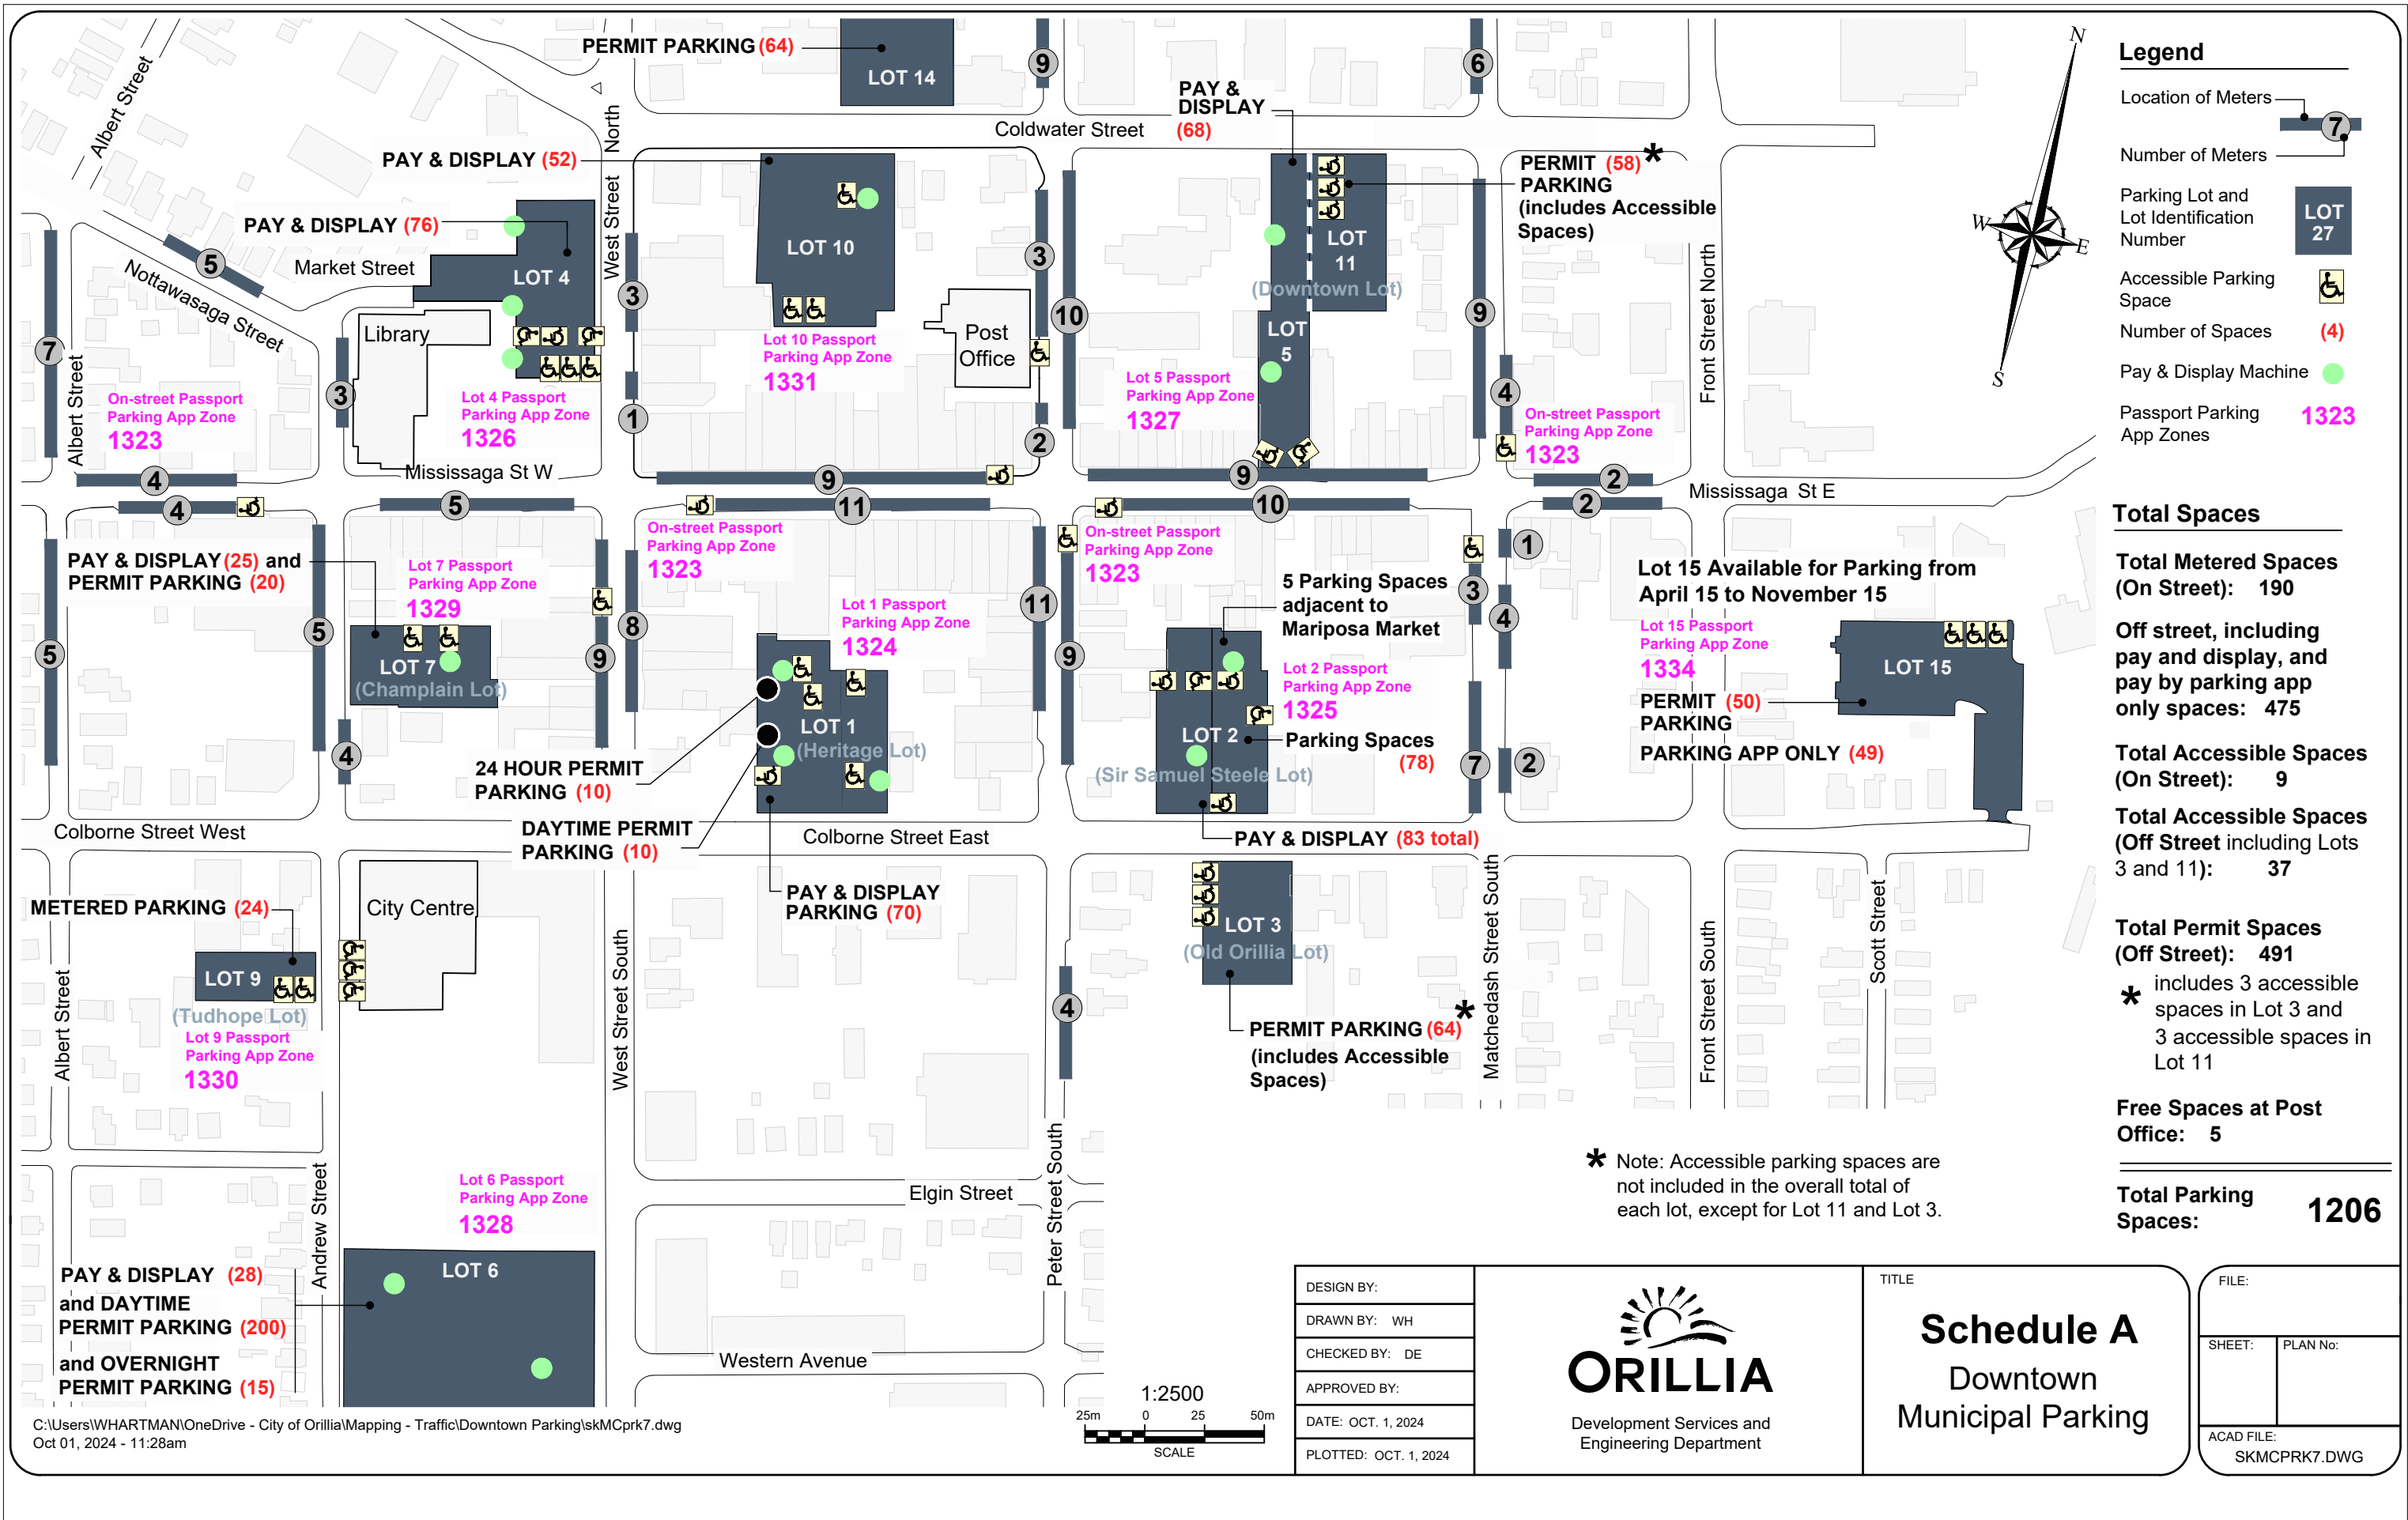 PERMIT PARKING (64)
LOT 14
9
6
Albert Street
West Street North
PAY &
DISPLAY
(68)
Coldwater Street
PAY & DISPLAY (52)
PERMIT (58) *
PARKING
(includes Accessible
Spaces)
PAY & DISPLAY (76)
LOT 10
LOT
11
(Downtown Lot)
LOT
5
5
Market Street
LOT 4
Nottawasaga Street
Library
3
3
10
9
Front Street North
Post
Office
7
Albert Street
3
1
2
4
Lot 10 Passport
Parking App Zone
1331
On-street Passport
Parking App Zone
1323
Lot 4 Passport
Parking App Zone
1326
Lot 5 Passport
Parking App Zone
1327
On-street Passport
Parking App Zone
1323
Mississaga St W
4
4
5
9
11
9
10
2
2
Mississaga St E
PAY & DISPLAY (25) and
PERMIT PARKING (20)
Lot 7 Passport
Parking App Zone
1329
On-street Passport
Parking App Zone
1323
Lot 1 Passport
Parking App Zone
1324
On-street Passport
Parking App Zone
1323
5 Parking Spaces
adjacent to
Mariposa Market
1
3
4
Lot 15 Available for Parking from
April 15 to November 15
Lot 15 Passport
Parking App Zone
1334
LOT 15
PERMIT (50)
PARKING
PARKING APP ONLY (49)
5
5
4
LOT 7
(Champlain Lot)
9
8
11
9
LOT 1
(Heritage Lot)
Lot 2 Passport
Parking App Zone
1325
LOT 2
(Sir Samuel Steele Lot)
Parking Spaces
(78)
7
2
24 HOUR PERMIT
PARKING (10)
DAYTIME PERMIT
PARKING (10)
Colborne Street West
Colborne Street East
PAY & DISPLAY (83 total)
PAY & DISPLAY
PARKING (70)
METERED PARKING (24)
City Centre
LOT 9
(Tudhope Lot)
Lot 9 Passport
Parking App Zone
1330
Albert Street
West Street South
4
LOT 3
(Old Orillia Lot)
PERMIT PARKING (64) *
(includes Accessible
Spaces)
Matchedash Street South
Front Street South
Scott Street
Andrew Street
Lot 6 Passport
Parking App Zone
1328
Elgin Street
Peter Street South
LOT 6
PAY & DISPLAY (28)
and DAYTIME
PERMIT PARKING (200)
and OVERNIGHT
PERMIT PARKING (15)
Western Avenue
* Note: Accessible parking spaces are
not included in the overall total of
each lot, except for Lot 11 and Lot 3.
C:\Users\WHARTMAN\OneDrive - City of Orillia\Mapping - Traffic\Downtown Parking\skMCprk7.dwg
Oct 01, 2024 - 11:28am
1:2500
25m 0 25 50m
SCALE
N
W
E
S
Legend
Location of Meters
7
Number of Meters
Parking Lot and
Lot Identification
Number
LOT
27
Accessible Parking
Space
Number of Spaces (4)
Pay & Display Machine
Passport Parking
App Zones
1323
Total Spaces
Total Metered Spaces
(On Street): 190
Off street, including
pay and display, and
pay by parking app
only spaces: 475
Total Accessible Spaces
(On Street): 9
Total Accessible Spaces
(Off Street including Lots
3 and 11): 37
Total Permit Spaces
(Off Street): 491
* includes 3 accessible
spaces in Lot 3 and
3 accessible spaces in
Lot 11
Free Spaces at Post
Office: 5
Total Parking
Spaces: 1206
DESIGN BY:
DRAWN BY: WH
CHECKED BY: DE
APPROVED BY:
DATE: OCT. 1, 2024
PLOTTED: OCT. 1, 2024
ORILLIA
Development Services and
Engineering Department
TITLE
Schedule A
Downtown
Municipal Parking
FILE:
SHEET:
PLAN No:
ACAD FILE:
SKMCPRK7.DWG